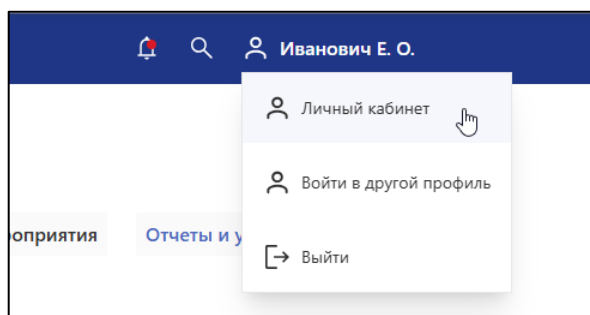 Иванович Е. О.
Личный кабинет
Войти в другой профиль
оприятия Отчеты и у
Выйти